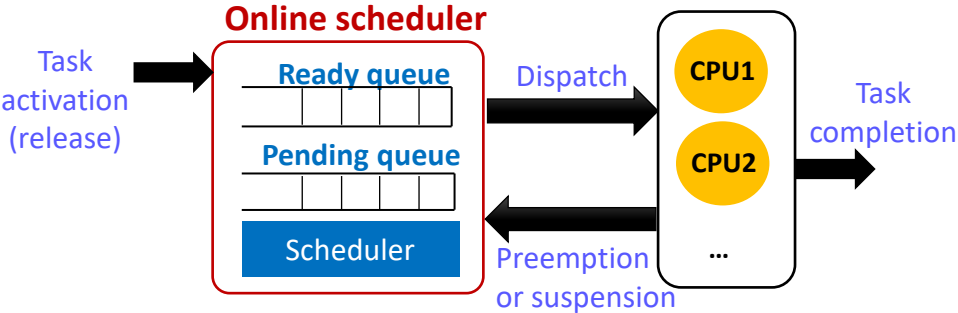 Online scheduler
Task
activation
(release)
Ready queue
Pending queue
Scheduler
Dispatch
Preemption
or suspension
CPU1
CPU2
...
Task
completion